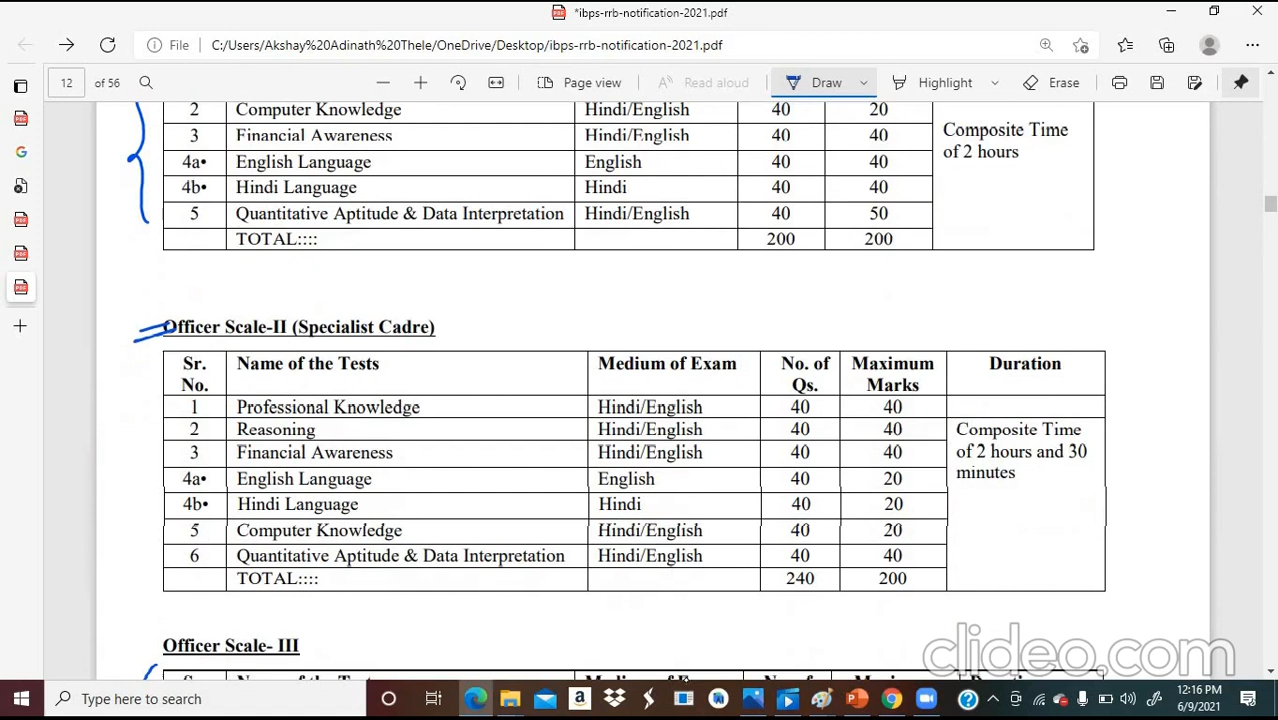 *ibps-rrb-notification-2021.pdf
File C:/Users/Akshay%20Adinath%20Thele/OneDrive/Desktop/ibps-rrb-notification-2021.pdf
12 of 56 Page view Read aloud Draw Highlight Erase
2 Computer Knowledge Hindi/English 40 20
3 Financial Awareness Hindi/English 40 40 Composite Time
of 2 hours
4a• English Language English 40 40
4b• Hindi Language Hindi 40 40
5 Quantitative Aptitude & Data Interpretation Hindi/English 40 50
TOTAL:::: 200 200
Officer Scale-II (Specialist Cadre)
Sr. Name of the Tests Medium of Exam No. of Maximum Duration
No. Qs. Marks
1 Professional Knowledge Hindi/English 40 40
2 Reasoning Hindi/English 40 40 Composite Time
3 Financial Awareness Hindi/English 40 40 of 2 hours and 30
minutes
4a• English Language English 40 20
4b• Hindi Language Hindi 40 20
5 Computer Knowledge Hindi/English 40 20
6 Quantitative Aptitude & Data Interpretation Hindi/English 40 40
TOTAL:::: 240 200
Officer Scale- III
clideo.com
Type here to search
12:16 PM
6/9/2021